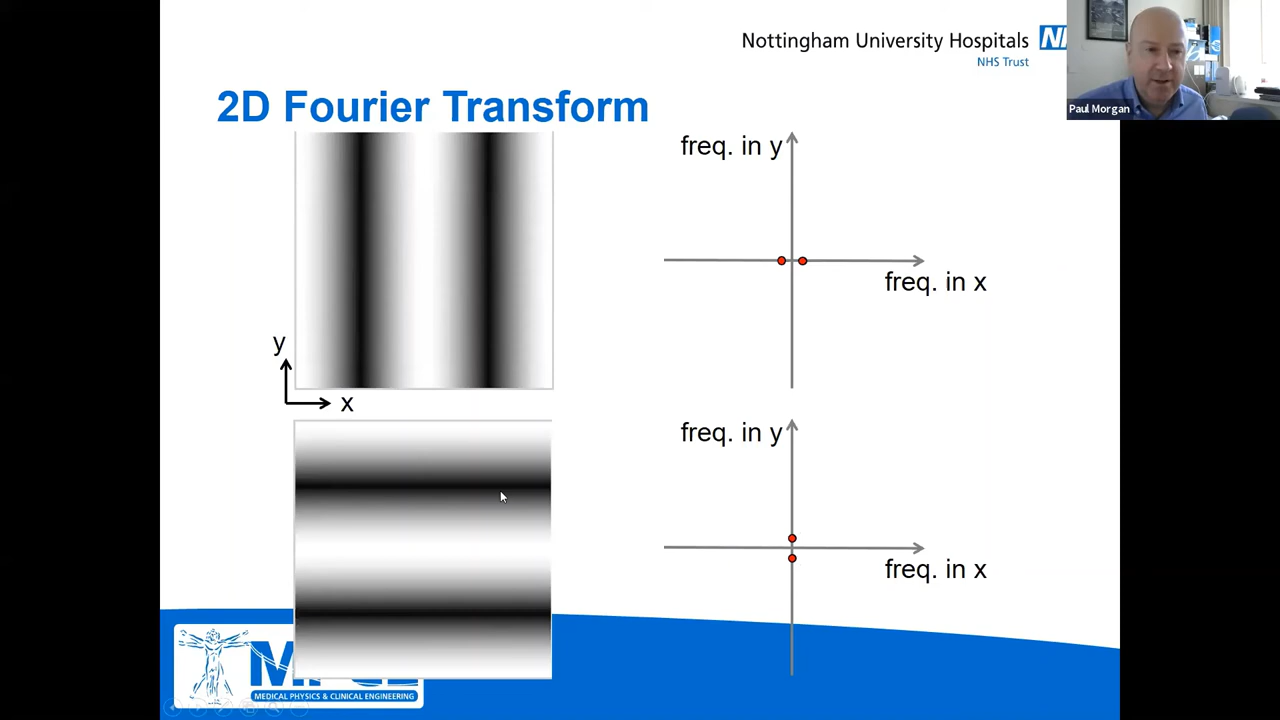 Nottingham University Hospitals
NHS Trust
Paul Morgan
2D Fourier Transform
freq. in y
freq. in x
y
x
freq. in y
freq. in x
MEDICAL PHYSICS & CLINICAL ENGINEERING